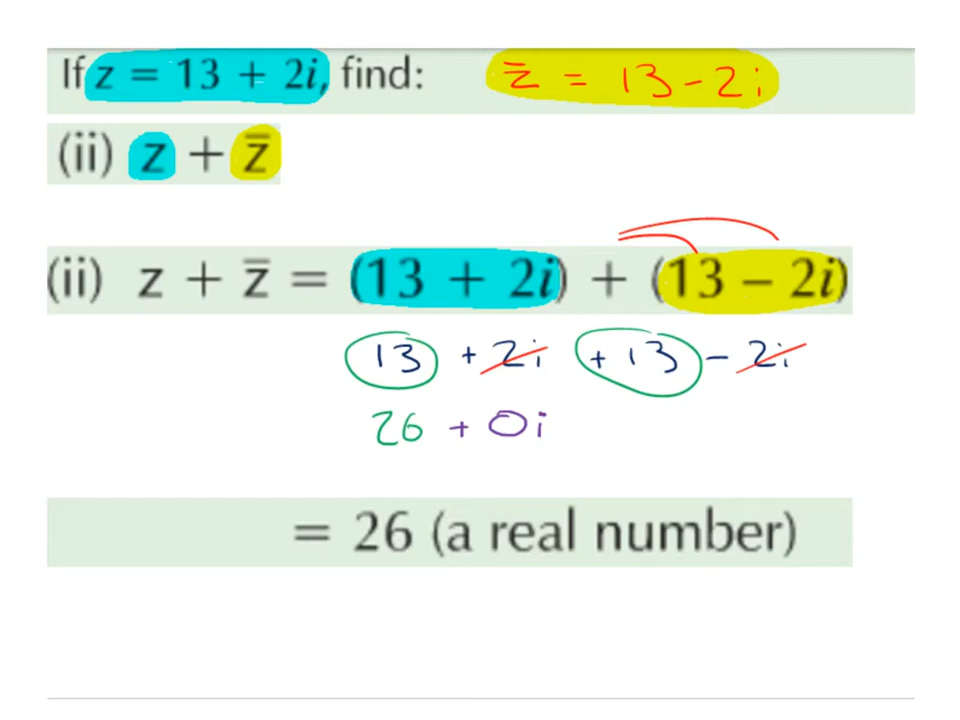 If z = 13 + 2i, find: z̄ = 13 - 2i
(ii) z + z̄
(ii) z + z̄ = (13 + 2i) + (13 – 2i)
13 + 2i + 13 - 2i
26 + 0i
= 26 (a real number)